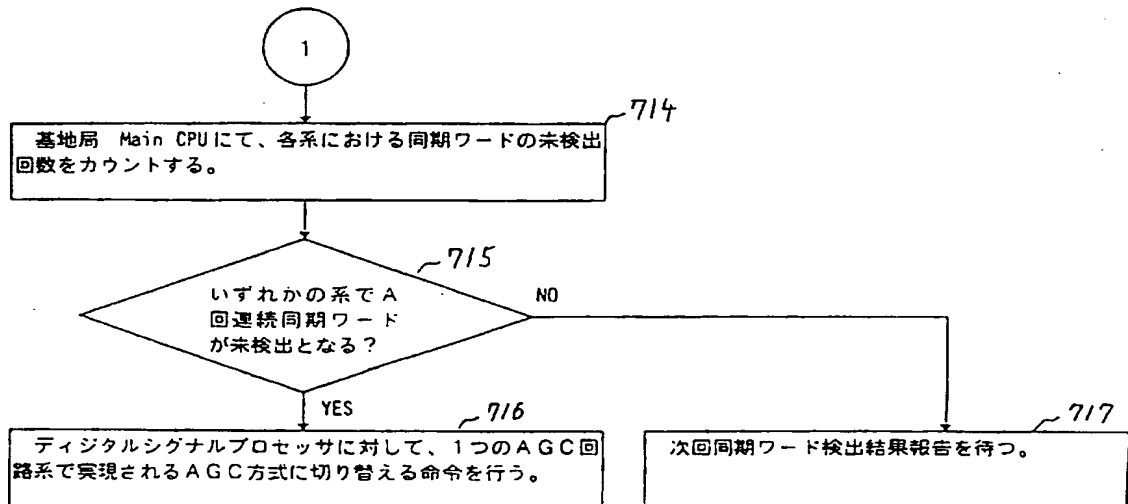 1
714
基地局 Main CPUにて、各系における同期ワードの未検出
回数をカウントする。
715
いずれかの系でA
回連続同期ワード
が未検出となる？
NO
YES
716
ディジタルシグナルプロセッサに対して、1つのAGC回
路系で実現されるAGC方式に切り替える命令を行う。
717
次回同期ワード検出結果報告を待つ。